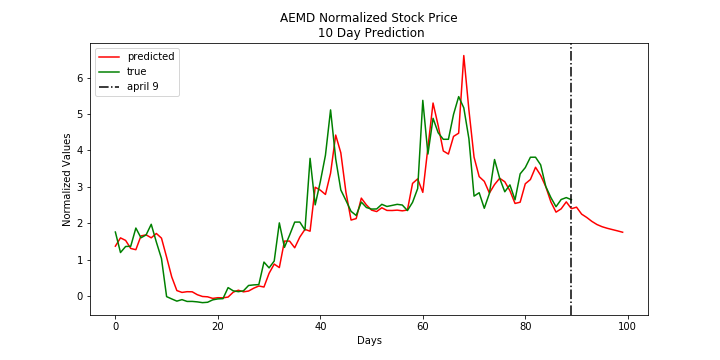 AEMD Normalized Stock Price
10 Day Prediction
predicted
true
april 9
Normalized Values
6
5
4
3
2
1
0
0
20
40
60
80
100
Days